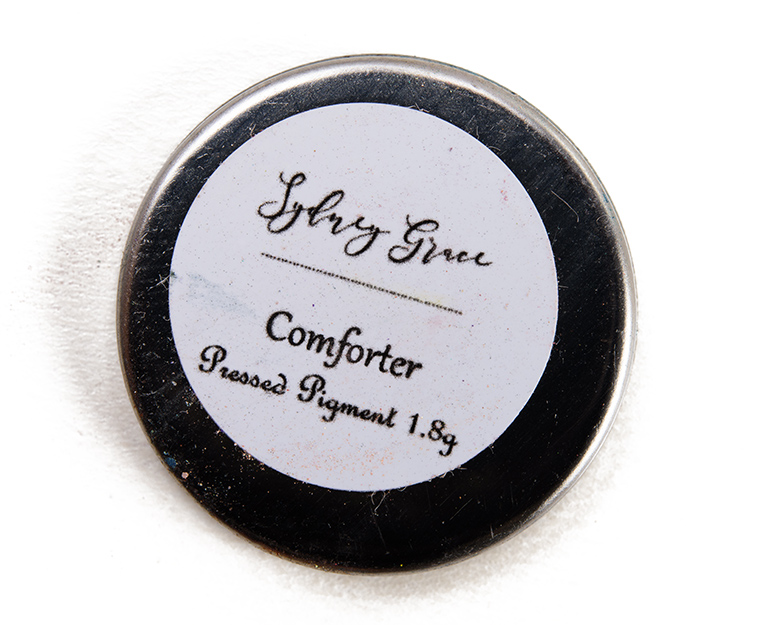 Sydney Grace
Comforter
Pressed Pigment 1.8g